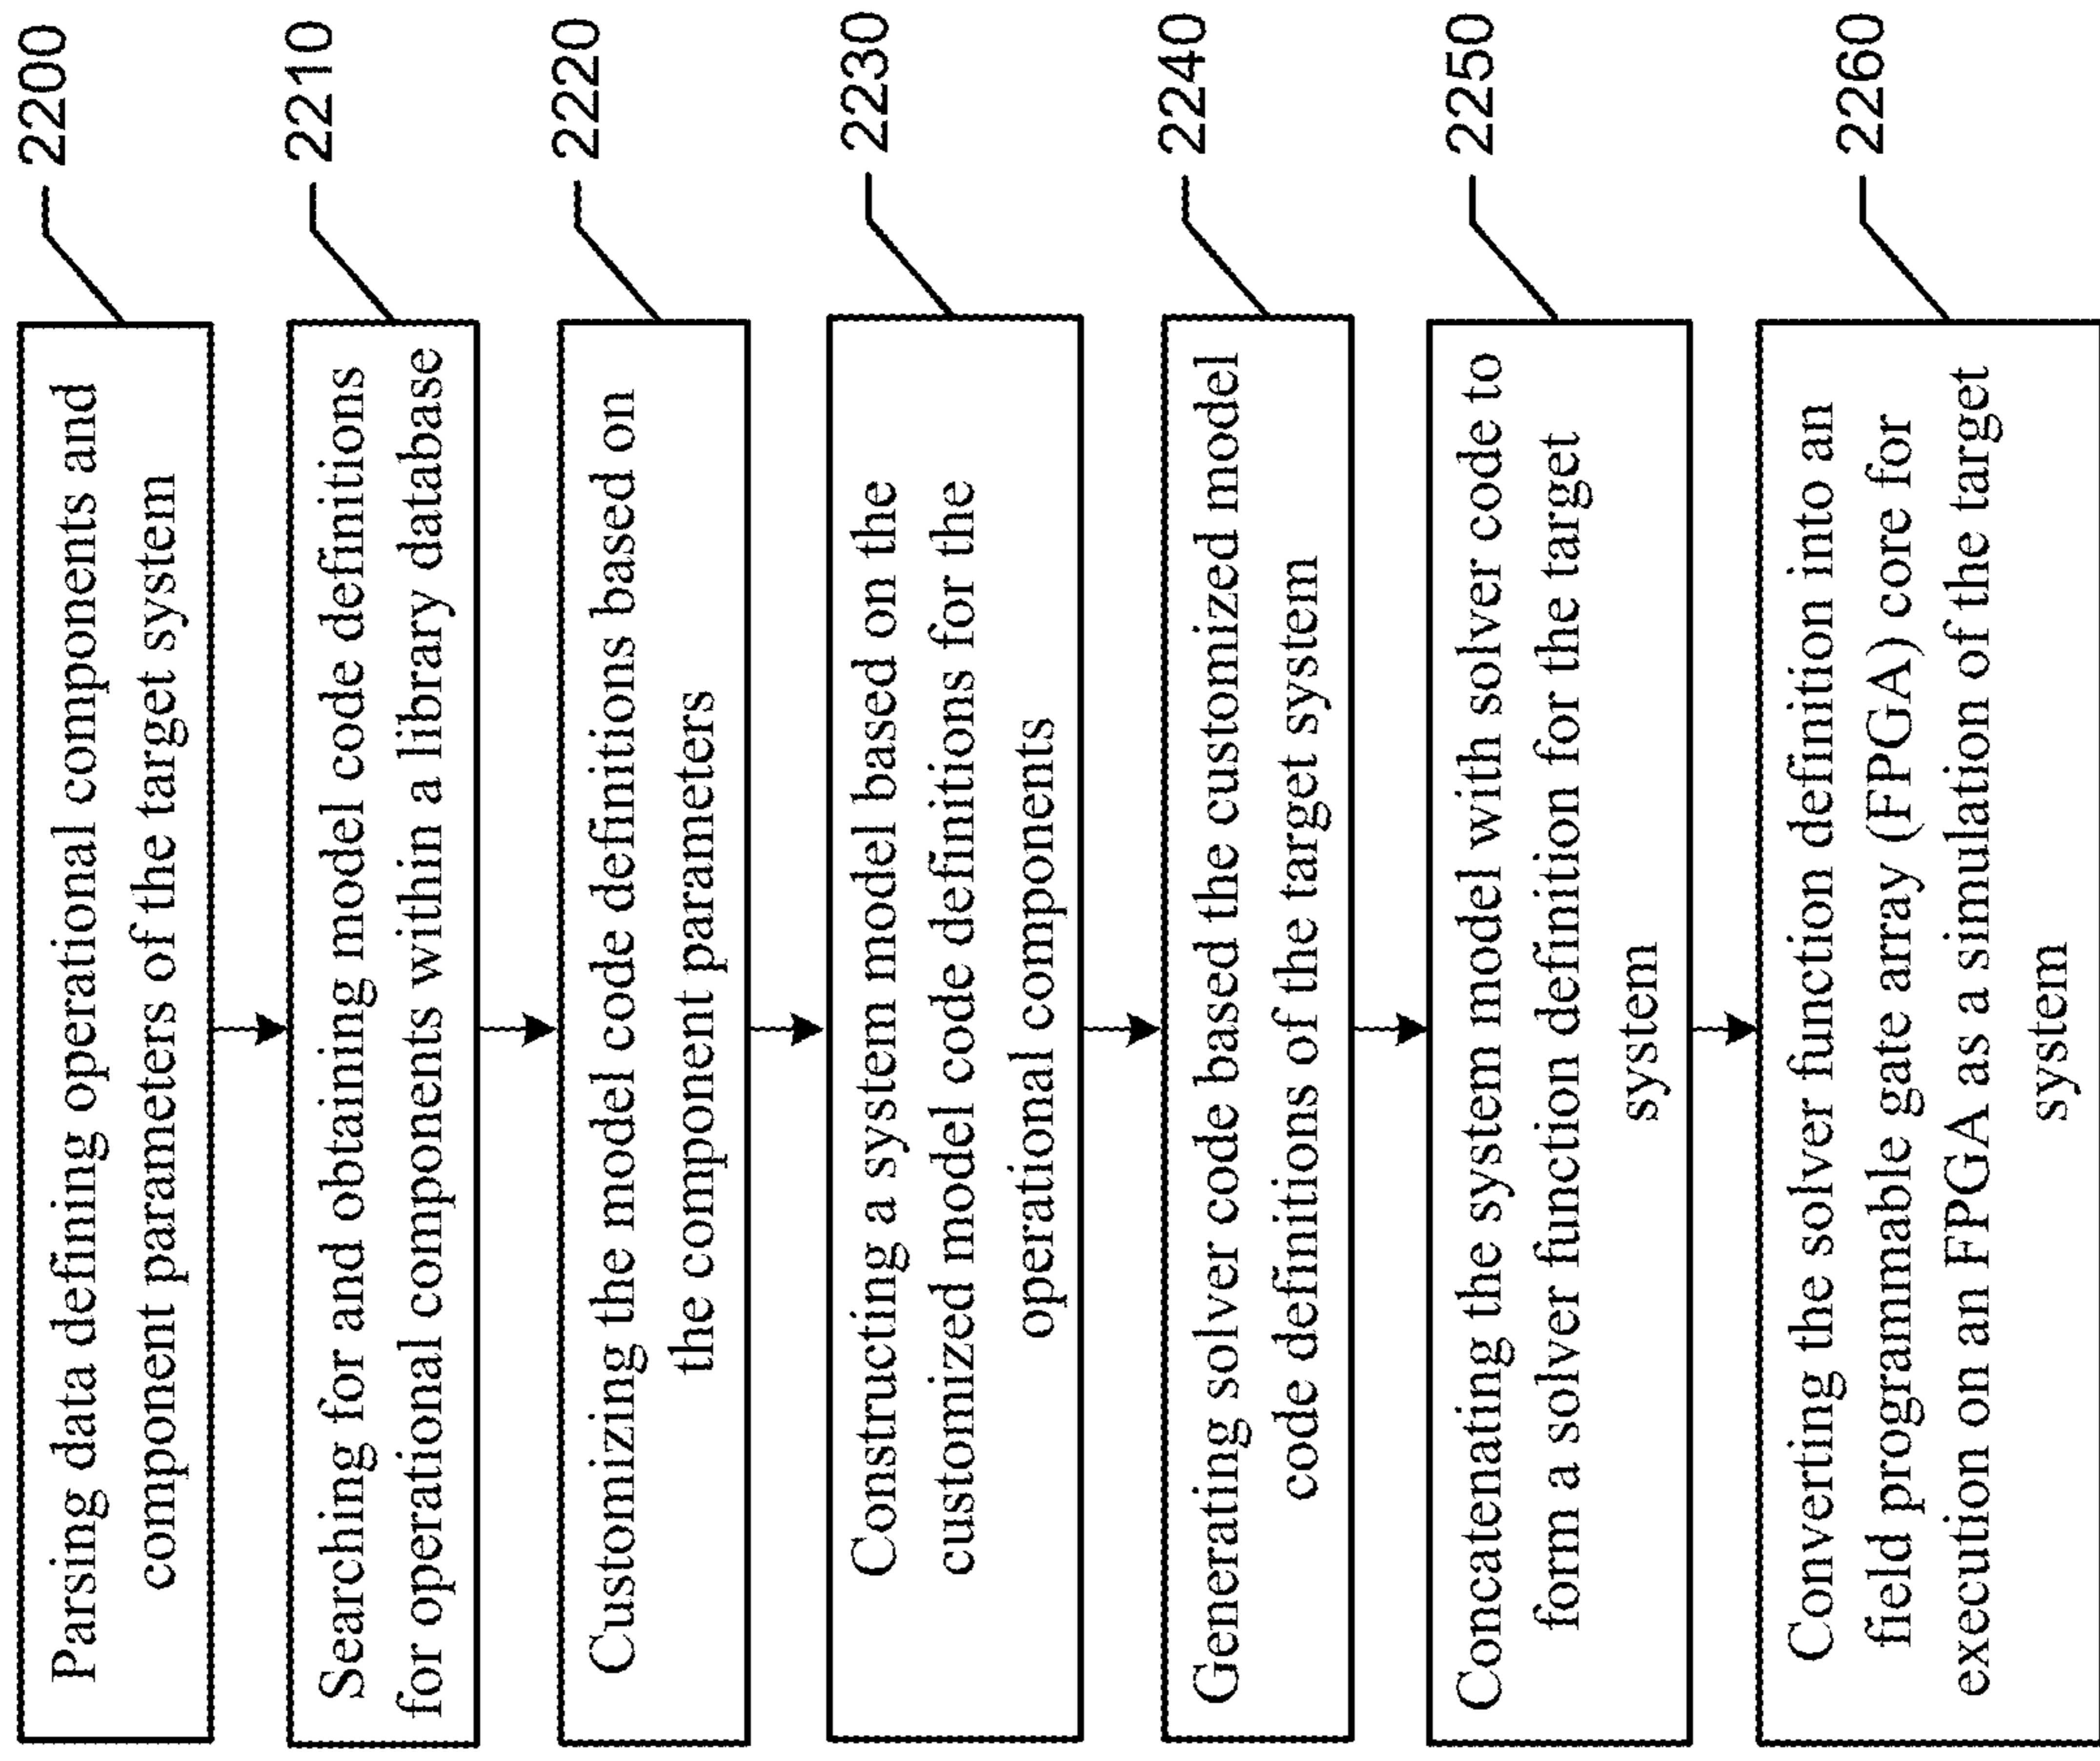 Parsing data defining operational components and
component parameters of the target system
2200
Searching for and obtaining model code definitions
for operational components within a library database
2210
Customizing the model code definitions based on
the component parameters
2220
Constructing a system model based on the
customized model code definitions for the
operational components
2230
Generating solver code based the customized model
code definitions of the target system
2240
Concatenating the system model with solver code to
form a solver function definition for the target
system
2250
Converting the solver function definition into an
field programmable gate array (FPGA) core for
execution on an FPGA as a simulation of the target
system
2260